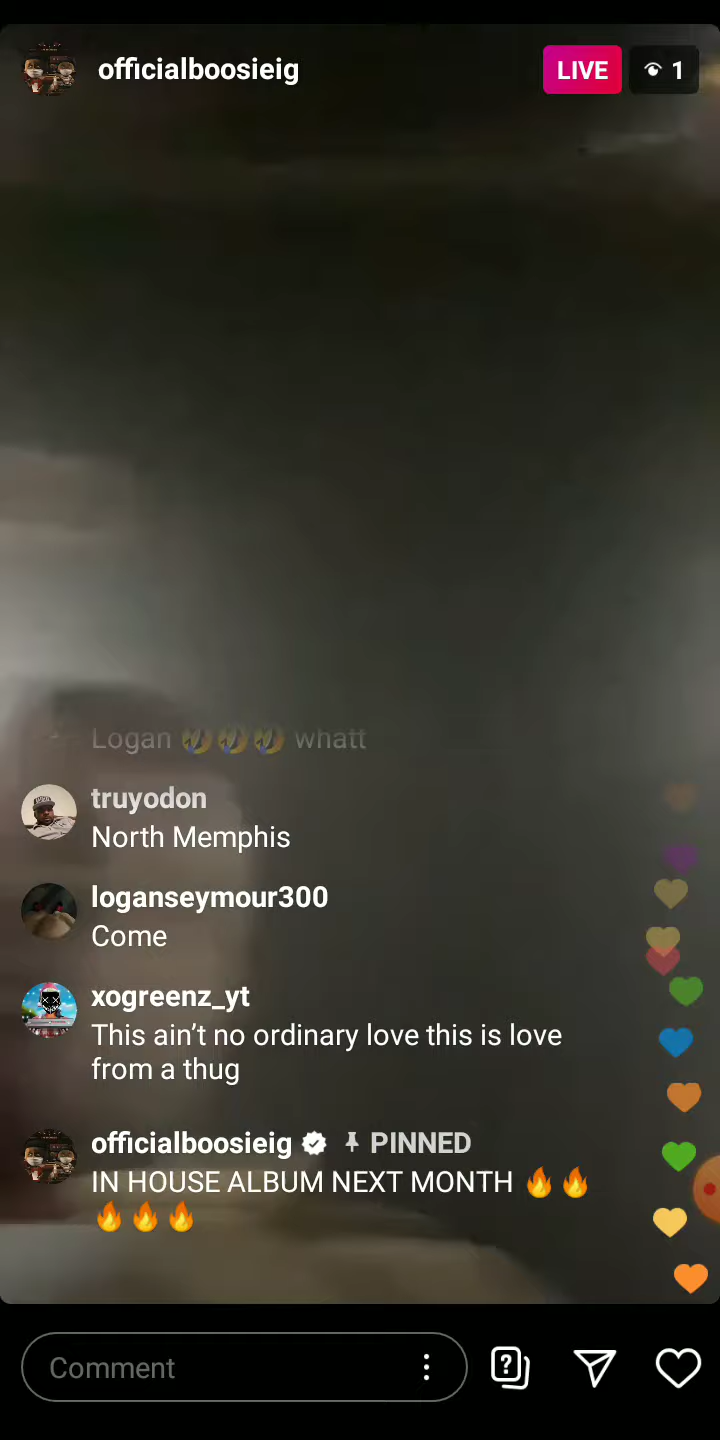 officialboosieig
LIVE
1
Logan 🤣🤣🤣 whatt
truyodon
North Memphis
loganseymour300
Come
xogreenz_yt
This ain’t no ordinary love this is love
from a thug
officialboosieig PINNED
IN HOUSE ALBUM NEXT MONTH 🔥🔥
🔥🔥🔥
Comment